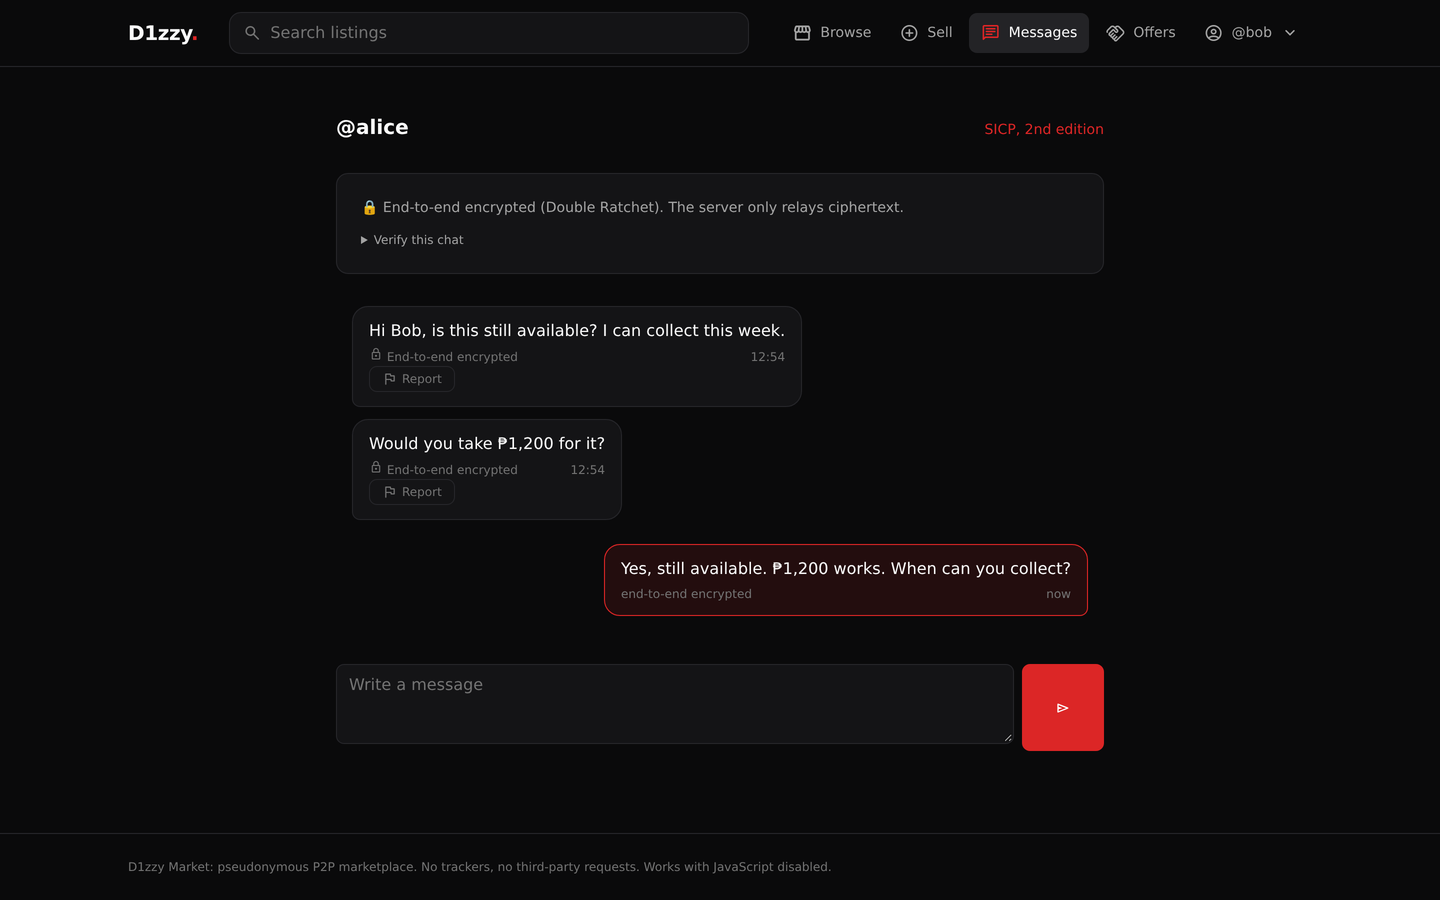 D1zzy.
Search listings
Browse
Sell
Messages
Offers
@bob
@alice
SICP, 2nd edition
🔒 End-to-end encrypted (Double Ratchet). The server only relays ciphertext.
Verify this chat
Hi Bob, is this still available? I can collect this week.
End-to-end encrypted 12:54
Report
Would you take ₱1,200 for it?
End-to-end encrypted 12:54
Report
Yes, still available. ₱1,200 works. When can you collect?
end-to-end encrypted now
Write a message
D1zzy Market: pseudonymous P2P marketplace. No trackers, no third-party requests. Works with JavaScript disabled.